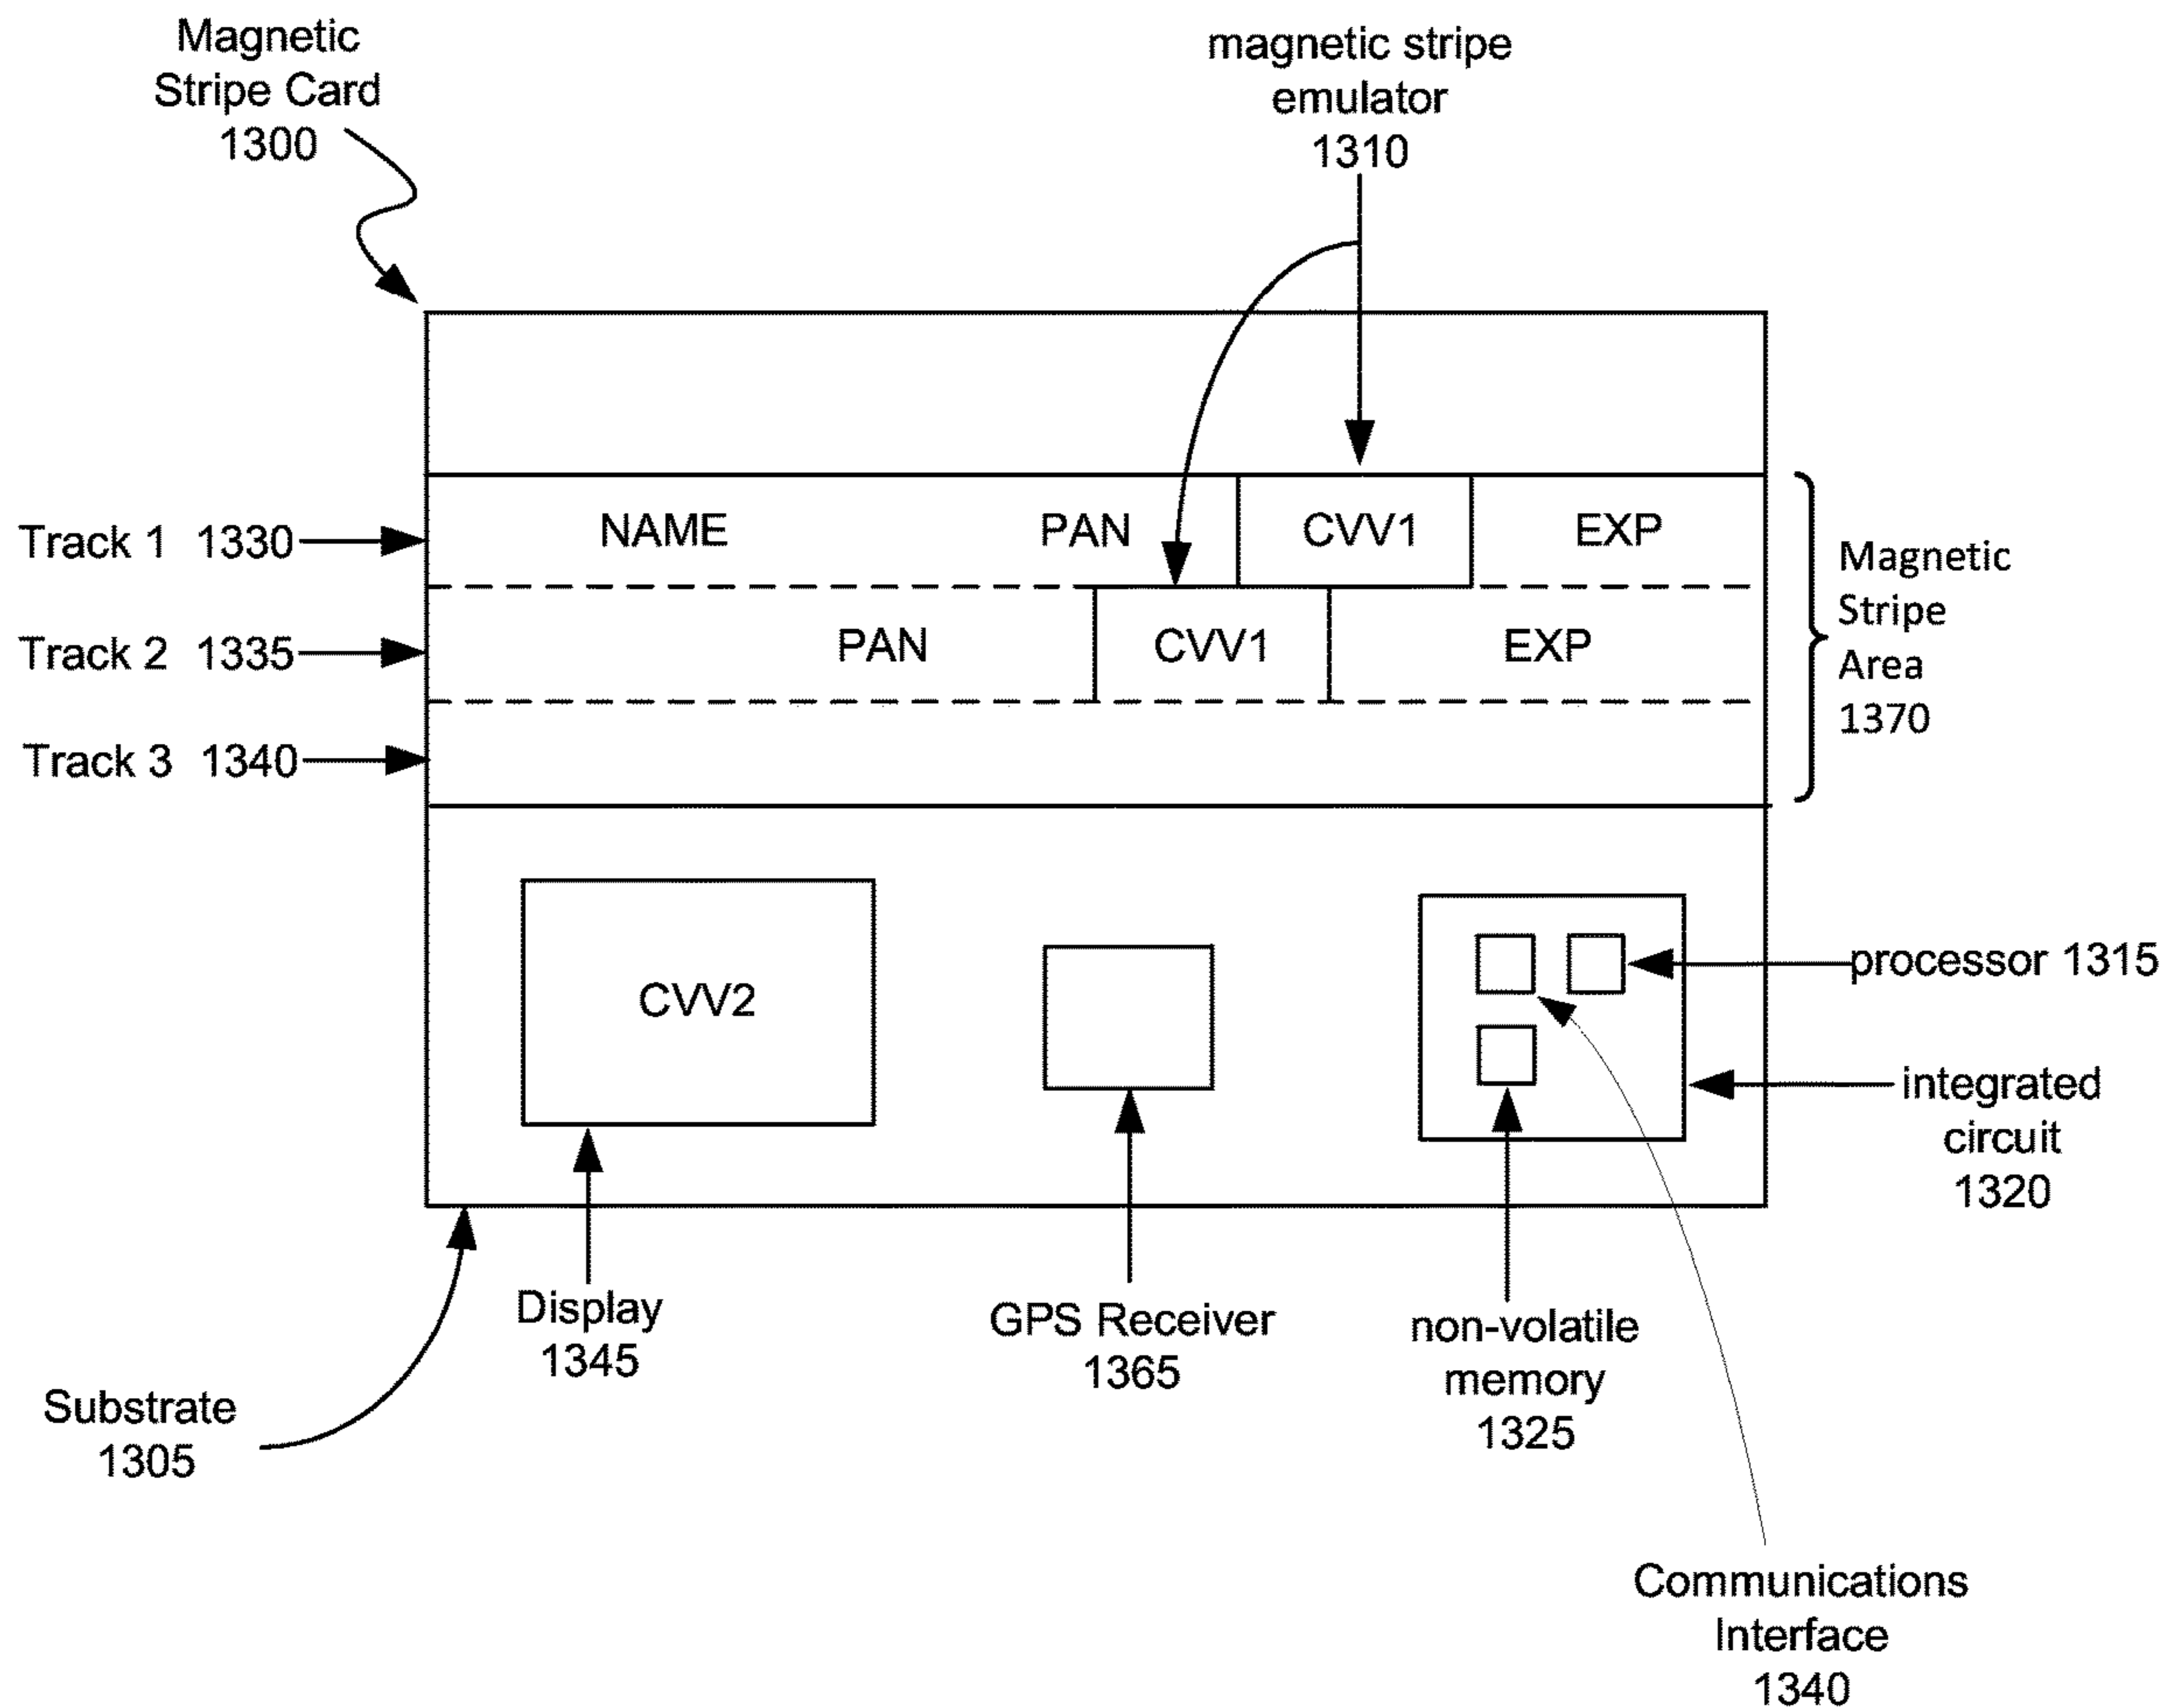 Magnetic
Stripe Card
1300
magnetic stripe
emulator
1310
Track 1 1330
NAME PAN CVV1 EXP
Track 2 1335
PAN CVV1 EXP
Track 3 1340
Magnetic
Stripe
Area
1370
CVV2
processor 1315
integrated
circuit
1320
Display
1345
GPS Receiver
1365
non-volatile
memory
1325
Substrate
1305
Communications
Interface
1340